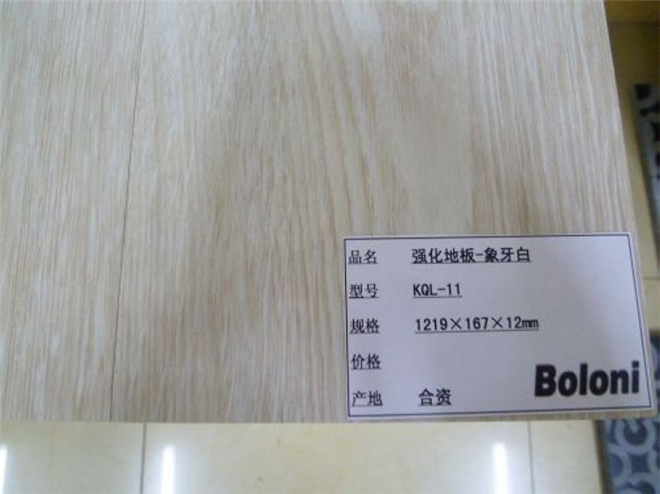 品名 强化地板-象牙白
型号 KQL-11
规格 1219×167×12mm
价格
产地 合资
Boloni